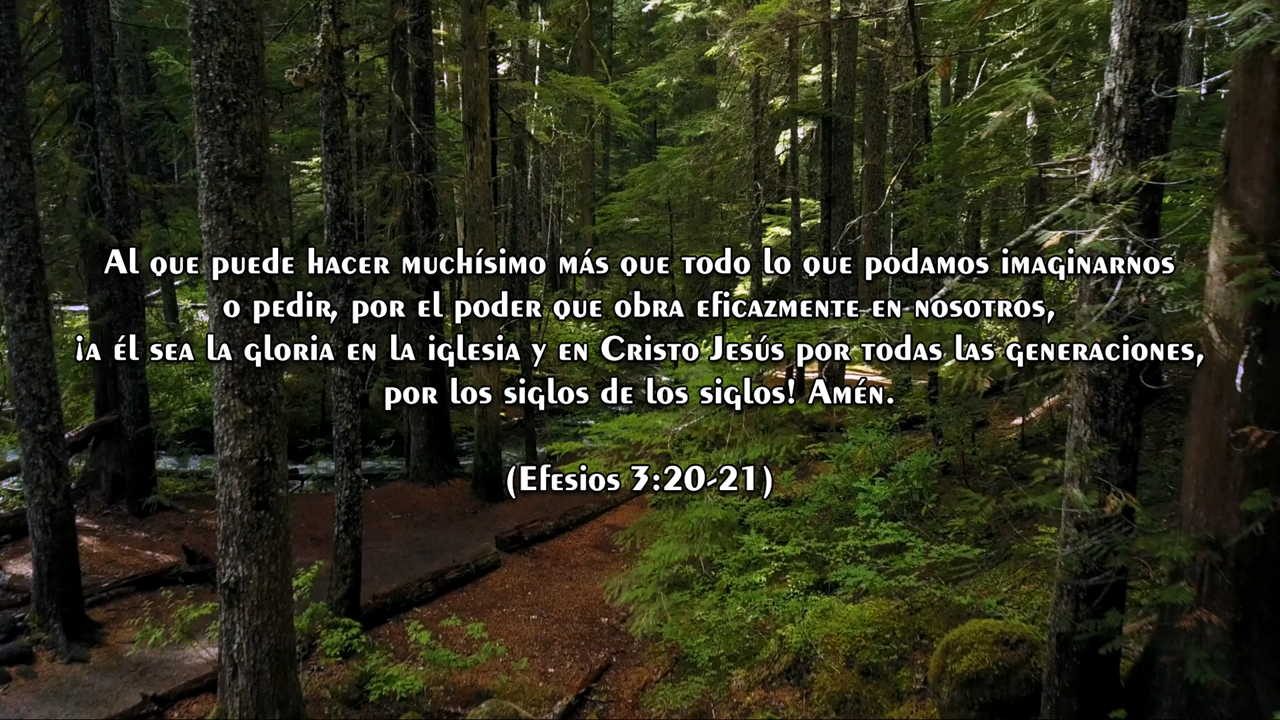 Al que puede hacer muchísimo más que todo lo que podamos imaginarnos
o pedir, por el poder que obra eficazmente en nosotros,
¡a él sea la gloria en la iglesia y en Cristo Jesús por todas las generaciones,
por los siglos de los siglos! Amén.
(Efesios 3:20-21)